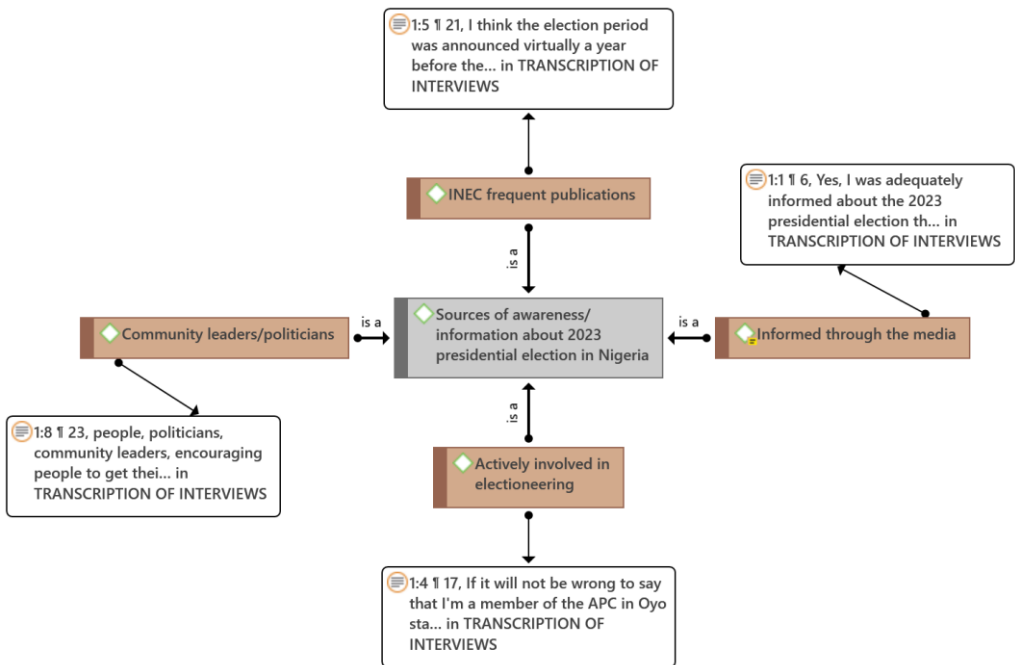 1:5 ¶ 21, I think the election period
was announced virtually a year
before the... in TRANSCRIPTION OF
INTERVIEWS
INEC frequent publications
1:1 ¶ 6, Yes, I was adequately
informed about the 2023
presidential election th... in
TRANSCRIPTION OF INTERVIEWS
is a
Community leaders/politicians
is a
Sources of awareness/
information about 2023
presidential election in Nigeria
is a
Informed through the media
1:8 ¶ 23, people, politicians,
community leaders, encouraging
people to get thei... in
TRANSCRIPTION OF INTERVIEWS
is a
Actively involved in
electioneering
1:4 ¶ 17, If it will not be wrong to say
that I'm a member of the APC in Oyo
sta... in TRANSCRIPTION OF
INTERVIEWS